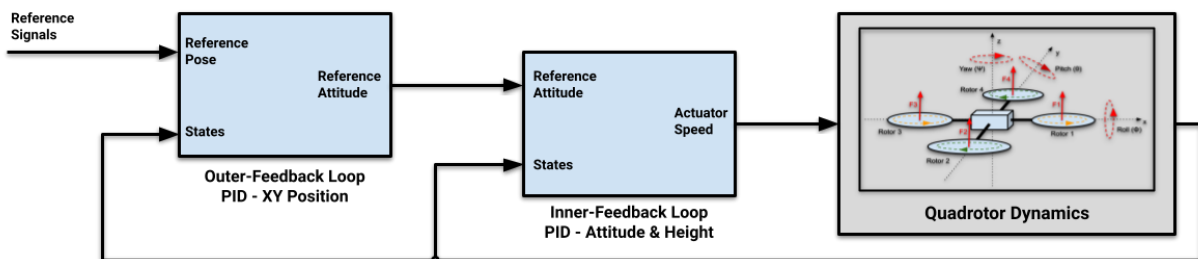 Reference
Signals
Reference
Pose
Reference
Attitude
States
Outer-Feedback Loop
PID - XY Position
Reference
Attitude
Actuator
Speed
States
Inner-Feedback Loop
PID - Attitude & Height
z
y
Yaw (Ψ)
Pitch (θ)
F4
Rotor 4
F3
F1
x
Rotor 3
F2
Rotor 1
Roll (Φ)
Rotor 2
Quadrotor Dynamics